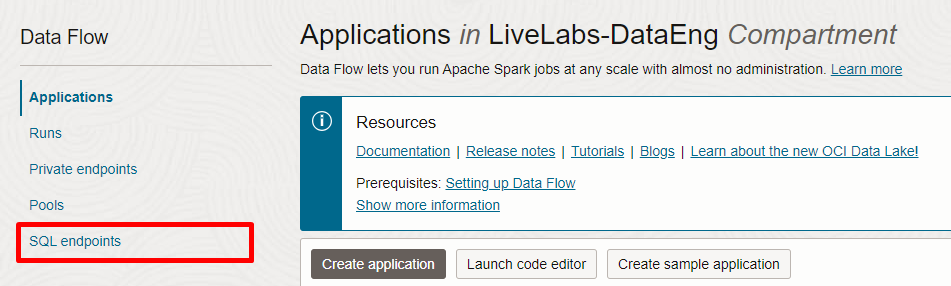 Data Flow
Applications
Runs
Private endpoints
Pools
SQL endpoints
Applications in LiveLabs-DataEng Compartment
Data Flow lets you run Apache Spark jobs at any scale with almost no administration. Learn more
Resources
Documentation | Release notes | Tutorials | Blogs | Learn about the new OCI Data Lake!
Prerequisites: Setting up Data Flow
Show more information
Create application Launch code editor Create sample application